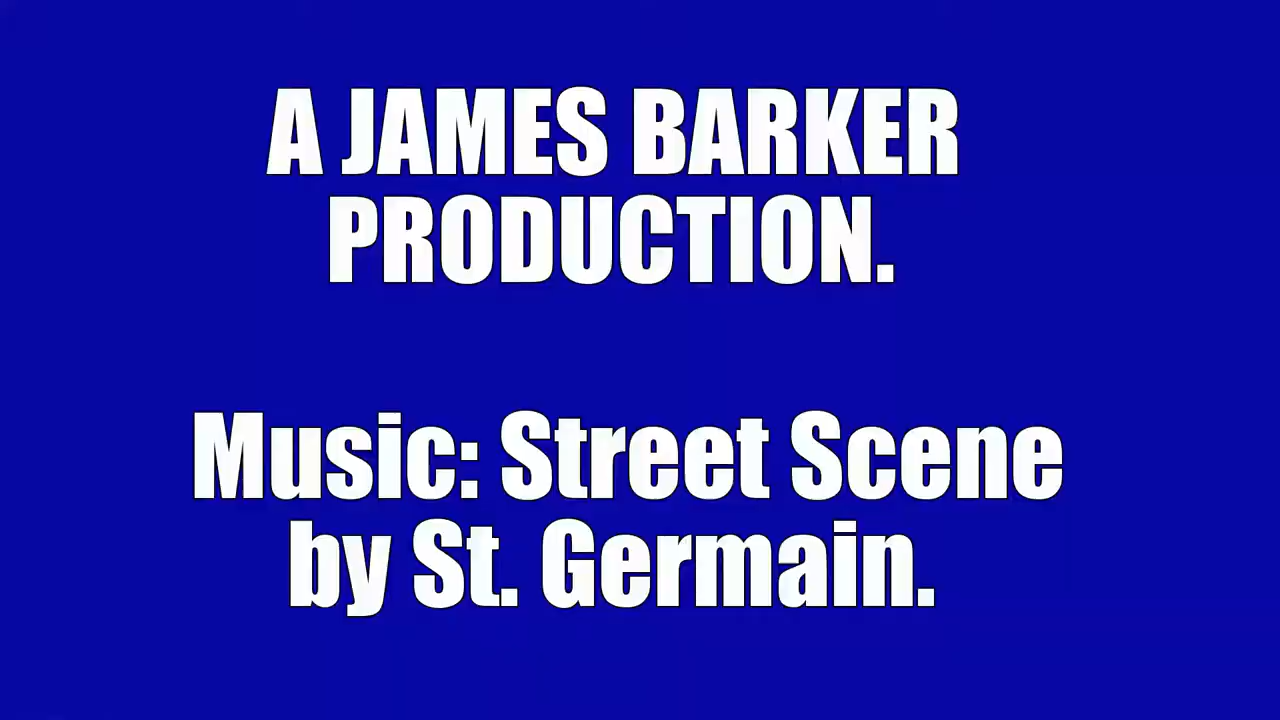 A JAMES BARKER
PRODUCTION.
Music: Street Scene
by St. Germain.